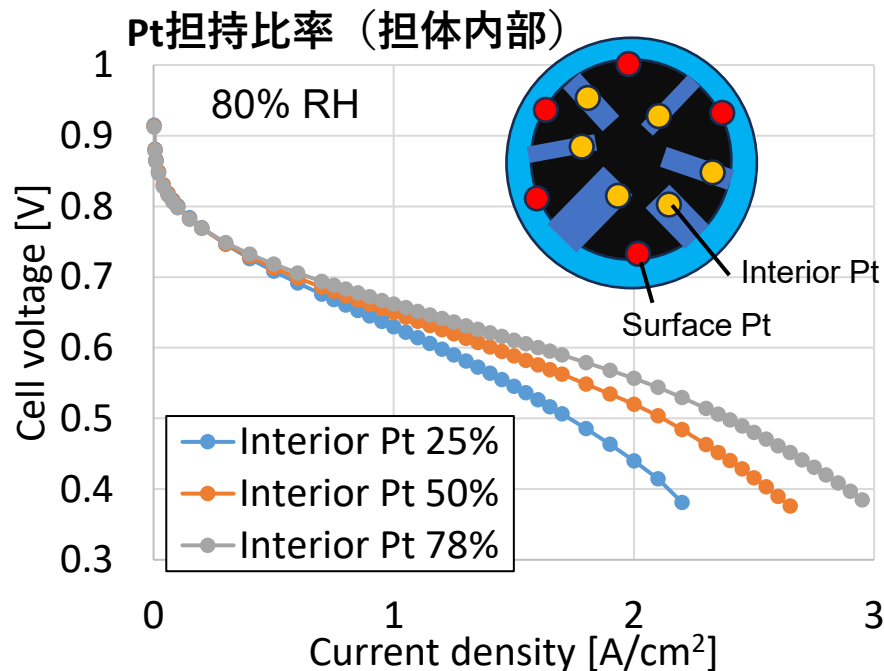 Pt担持比率（担体内部）
80% RH
Interior Pt
Surface Pt
Interior Pt 25%
Interior Pt 50%
Interior Pt 78%
Cell voltage [V]
1
0.9
0.8
0.7
0.6
0.5
0.4
0.3
0
1
2
3
Current density [A/cm²]